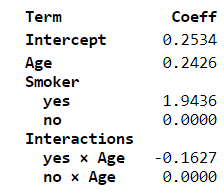 Term Coeff
Intercept 0.2534
Age 0.2426
Smoker
yes 1.9436
no 0.0000
Interactions
yes × Age -0.1627
no × Age 0.0000